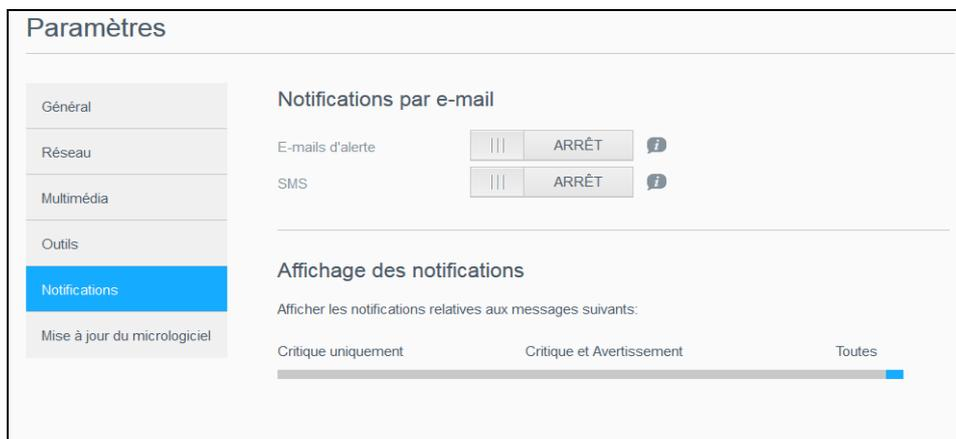 Paramètres
Général
Réseau
Multimédia
Outils
Notifications
Mise à jour du micrologiciel
Notifications par e-mail
E-mails d'alerte ARRÊT i
SMS ARRÊT i
Affichage des notifications
Afficher les notifications relatives aux messages suivants:
Critique uniquement Critique et Avertissement Toutes